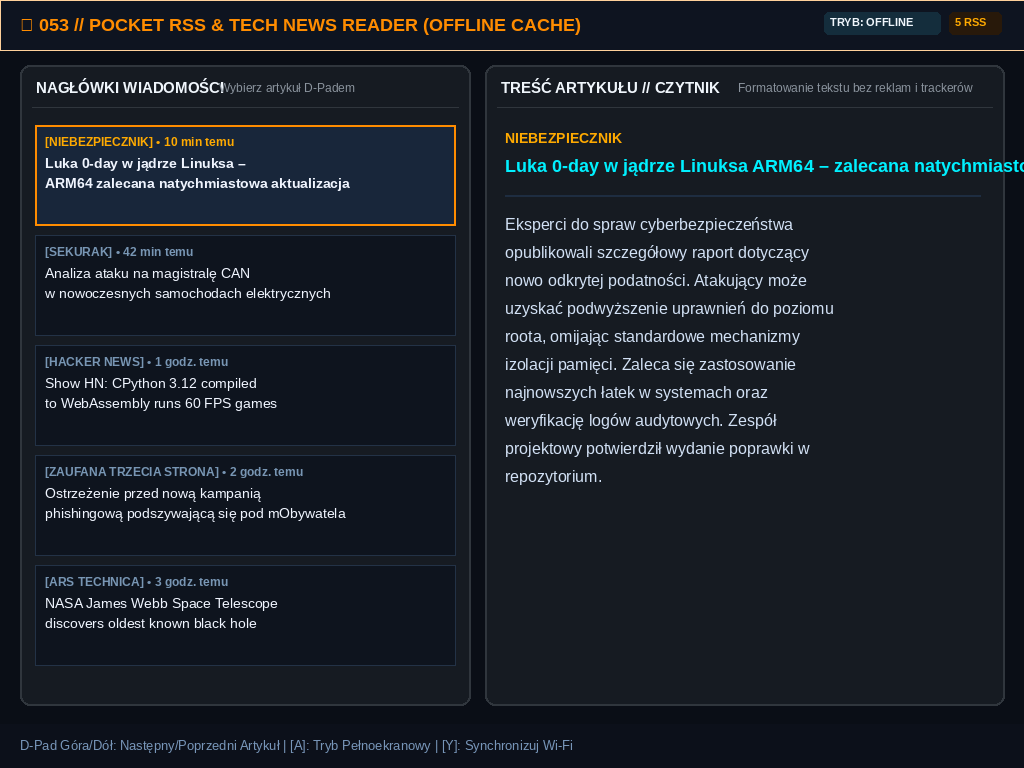 053 // POCKET RSS & TECH NEWS READER (OFFLINE CACHE)
TRYB: OFFLINE
5 RSS
NAGŁÓWKI WIADOMOŚCI
Wybierz artykuł D-Padem
[NIEBEZPIECZNIK] • 10 min temu
Luka 0-day w jądrze Linuksa –
ARM64 zalecana natychmiastowa aktualizacja
[SEKURAK] • 42 min temu
Analiza ataku na magistralę CAN
w nowoczesnych samochodach elektrycznych
[HACKER NEWS] • 1 godz. temu
Show HN: CPython 3.12 compiled
to WebAssembly runs 60 FPS games
[ZAUFANA TRZECIA STRONA] • 2 godz. temu
Ostrzeżenie przed nową kampanią
phishingową podszywającą się pod mObywatela
[ARS TECHNICA] • 3 godz. temu
NASA James Webb Space Telescope
discovers oldest known black hole
TREŚĆ ARTYKUŁU // CZYTNIK
Formatowanie tekstu bez reklam i trackerów
NIEBEZPIECZNIK
Luka 0-day w jądrze Linuksa ARM64 – zalecana natychmiasto
Eksperci do spraw cyberbezpieczeństwa
opublikowali szczegółowy raport dotyczący
nowo odkrytej podatności. Atakujący może
uzyskać podwyższenie uprawnień do poziomu
roota, omijając standardowe mechanizmy
izolacji pamięci. Zaleca się zastosowanie
najnowszych łatek w systemach oraz
weryfikację logów audytowych. Zespół
projektowy potwierdził wydanie poprawki w
repozytorium.
D-Pad Góra/Dół: Następny/Poprzedni Artykuł | [A]: Tryb Pełnoekranowy | [Y]: Synchronizuj Wi-Fi